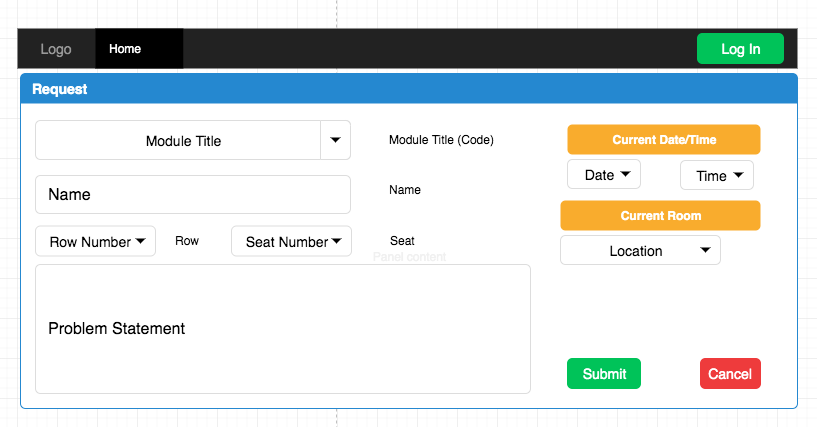 Logo Home Log In
Request
Module Title Module Title (Code) Current Date/Time
Date Time
Name Name
Current Room
Row Number Row Seat Number Seat
Location
Panel content
Problem Statement
Submit Cancel